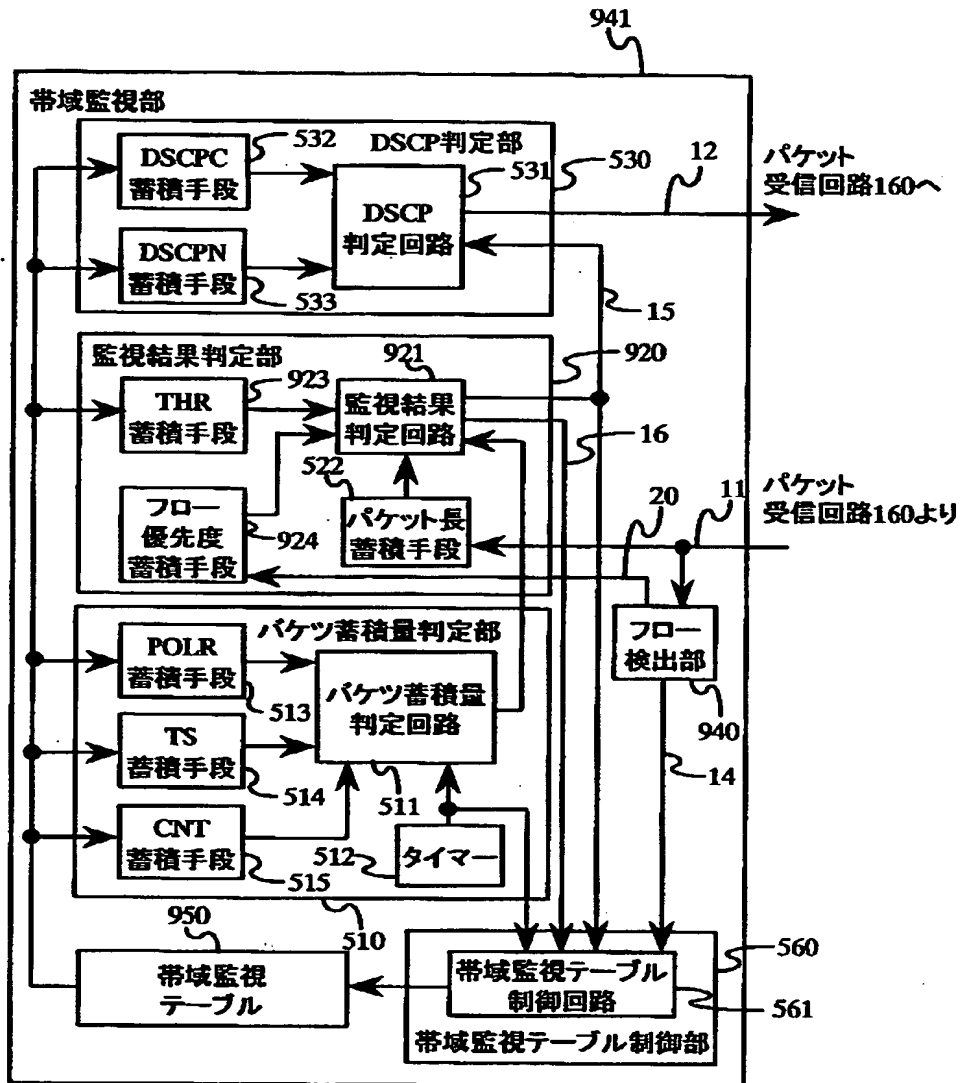 941
帯域監視部
DSCP判定部
DSCPC
蓄積手段
532
531
530
DSCP
判定回路
12
パケット
受信回路160へ
DSCPN
蓄積手段
533
15
監視結果判定部
921
920
THR
蓄積手段
923
監視結果
判定回路
16
522
パケット長
蓄積手段
20
11
パケット
受信回路160より
フロー
優先度
蓄積手段
924
バケツ蓄積量判定部
フロー
検出部
940
POLR
蓄積手段
513
バケツ蓄積量
判定回路
511
TS
蓄積手段
514
14
CNT
蓄積手段
515
512
タイマー
510
950
帯域監視
テーブル
560
帯域監視テーブル
制御回路
561
帯域監視テーブル制御部